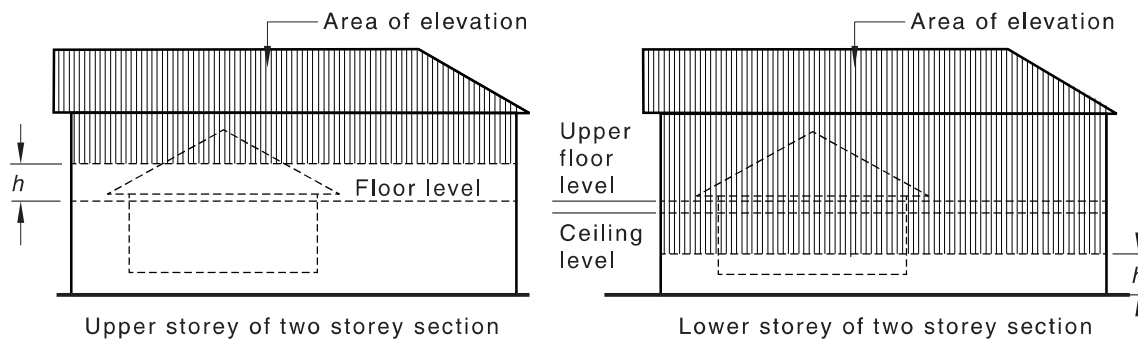 Area of elevation
h
Floor level
Upper storey of two storey section
Area of elevation
Upper
floor
level
Ceiling
level
h
Lower storey of two storey section